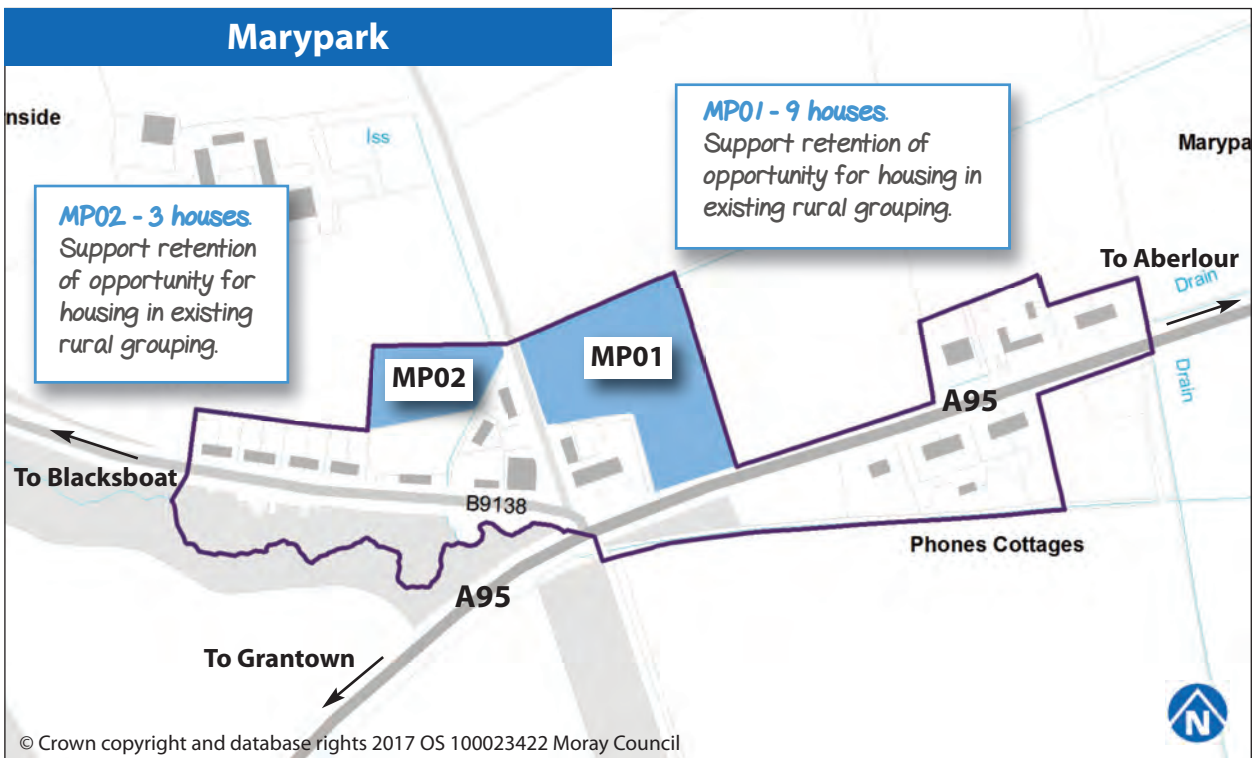 Marypark
nside
Iss
MP01 - 9 houses.
Support retention of
opportunity for housing in
existing rural grouping.
Marypa
MP02 - 3 houses.
Support retention
of opportunity for
housing in existing
rural grouping.
To Aberlour
Drain
MP01
MP02
Drain
A95
To Blacksboat
B9138
Phones Cottages
A95
To Grantown
N
© Crown copyright and database rights 2017 OS 100023422 Moray Council